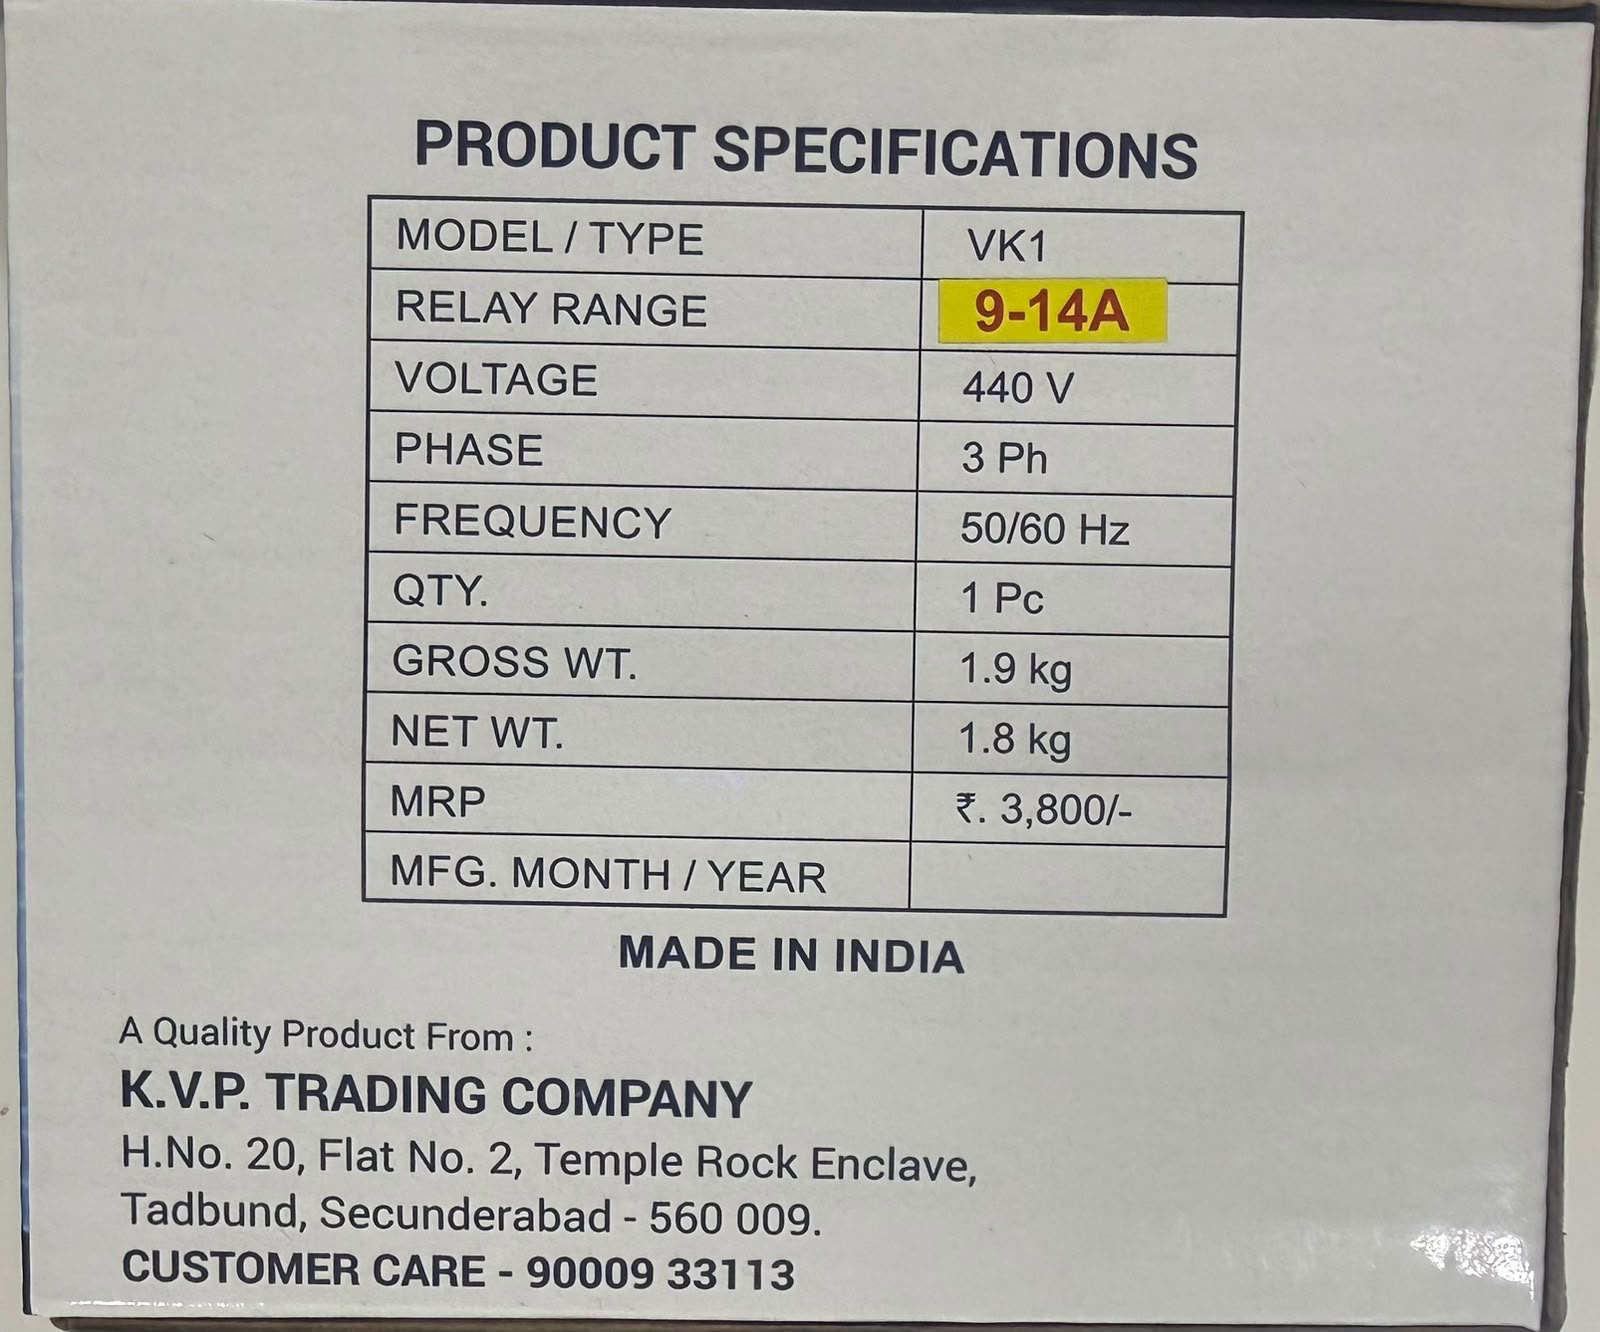 PRODUCT SPECIFICATIONS
MODEL / TYPE VK1
RELAY RANGE 9-14A
VOLTAGE 440 V
PHASE 3 Ph
FREQUENCY 50/60 Hz
QTY. 1 Pc
GROSS WT. 1.9 kg
NET WT. 1.8 kg
MRP ₹. 3,800/-
MFG. MONTH / YEAR
MADE IN INDIA
A Quality Product From :
K.V.P. TRADING COMPANY
H.No. 20, Flat No. 2, Temple Rock Enclave,
Tadbund, Secunderabad - 560 009.
CUSTOMER CARE - 90009 33113